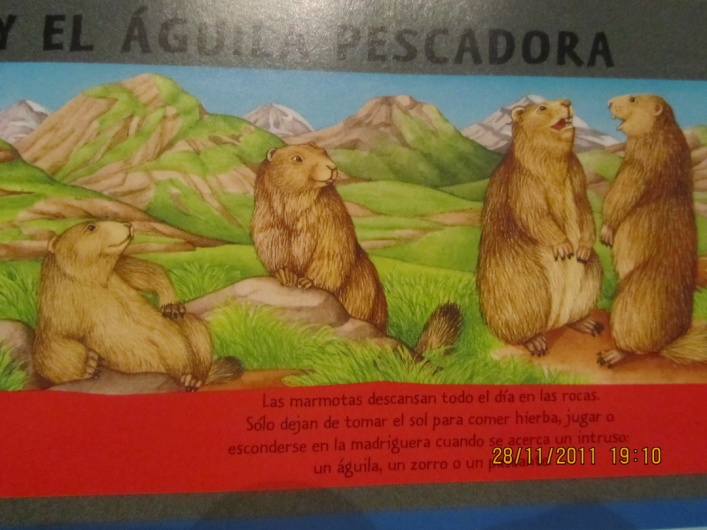 Y EL ÁGUILA PESCADORA
Las marmotas descansan todo el día en las rocas.
Sólo dejan de tomar el sol para comer hierba, jugar o
esconderse en la madriguera cuando se acerca un intruso:
un águila, un zorro o un
28/11/2011 19:10